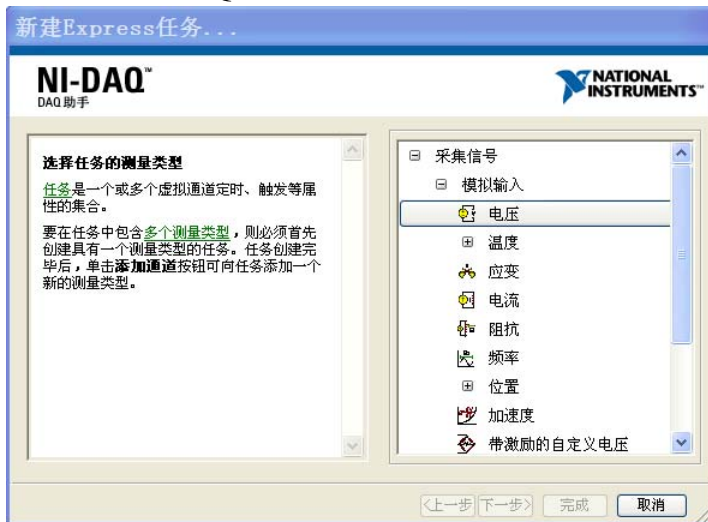 新建Express任务...
NI-DAQ™
DAQ 助手
NATIONAL
INSTRUMENTS™
选择任务的测量类型
任务是一个或多个虚拟通道定时、触发等属
性的集合。
要在任务中包含多个测量类型，则必须首先
创建具有一个测量类型的任务。任务创建完
毕后，单击添加通道按钮可向任务添加一个
新的测量类型。
采集信号
模拟输入
电压
温度
应变
电流
阻抗
频率
位置
加速度
带激励的自定义电压
<上一步 下一步> 完成 取消